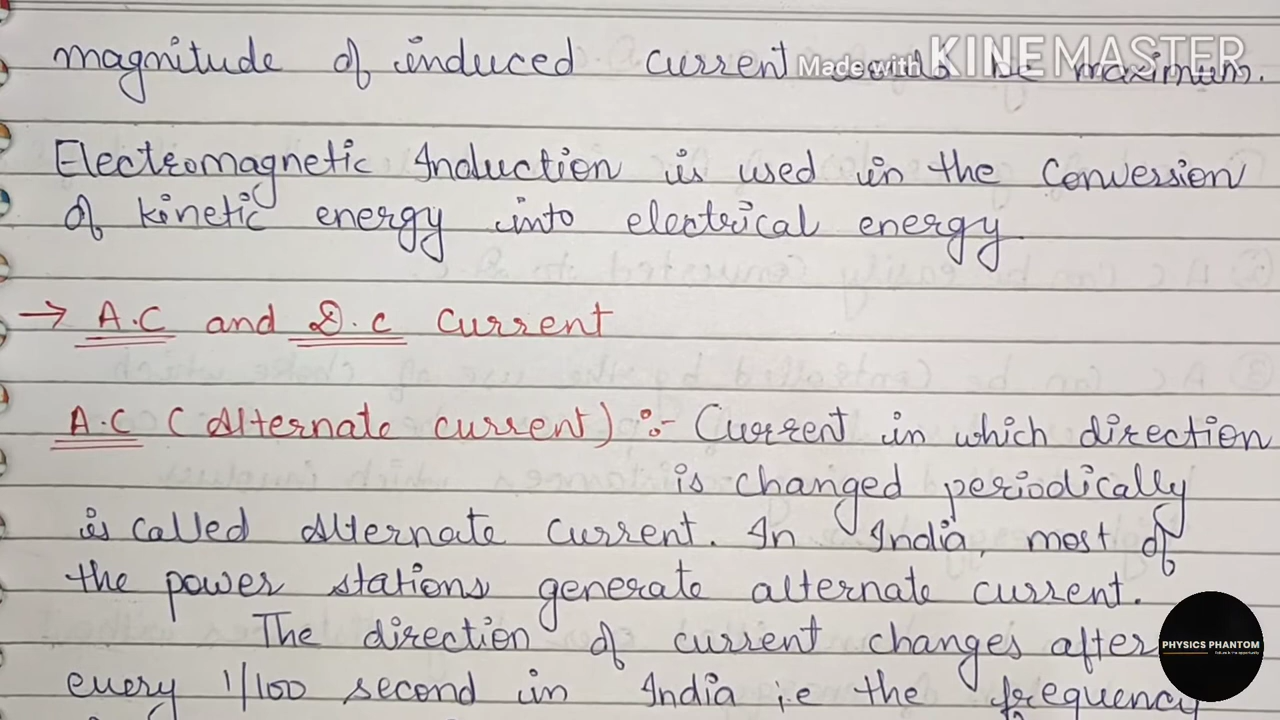 magnitude of induced current would be maximum.
Made with KINEMASTER
Electromagnetic Induction is used in the Conversion
of kinetic energy into electrical energy.
→ A.C and D.c Current
A.C (Alternate current) :- Current in which direction
is changed periodically
is called Alternate Current. In India, most of
the power stations generate alternate current.
The direction of current changes after
every 1/100 second in India i.e the frequency
PHYSICS PHANTOM